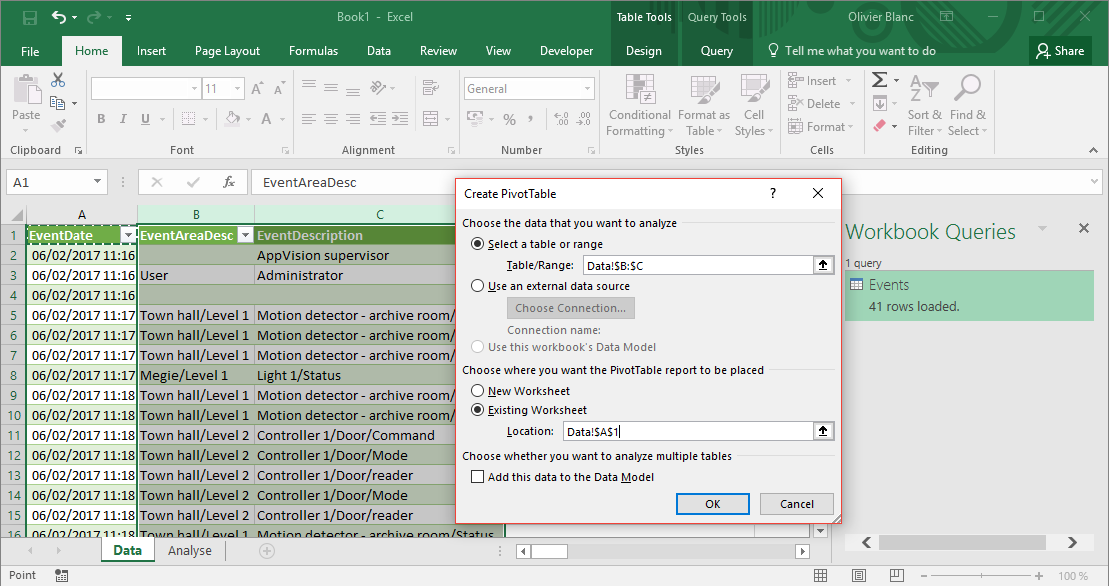 Book1 - Excel
Table Tools
Query Tools
Olivier Blanc
File Home Insert Page Layout Formulas Data Review View Developer Design Query Tell me what you want to do Share
Paste
11
A A
B I U A
General
% ,
Conditional Formatting
Format as Table
Cell Styles
Insert
Delete
Format
Sort & Filter
Find & Select
Clipboard Font Alignment Number Styles Cells Editing
A1 fx EventAreaDesc
A B C
1 EventDate EventAreaDesc EventDescription
2 06/02/2017 11:16 AppVision supervisor
3 06/02/2017 11:16 User Administrator
4 06/02/2017 11:16
5 06/02/2017 11:17 Town hall/Level 1 Motion detector - archive room/
6 06/02/2017 11:17 Town hall/Level 1 Motion detector - archive room/
7 06/02/2017 11:17 Town hall/Level 1 Motion detector - archive room/
8 06/02/2017 11:17 Megie/Level 1 Light 1/Status
9 06/02/2017 11:18 Town hall/Level 1 Motion detector - archive room/
10 06/02/2017 11:18 Town hall/Level 1 Motion detector - archive room/
11 06/02/2017 11:18 Town hall/Level 2 Controller 1/Door/Command
12 06/02/2017 11:18 Town hall/Level 2 Controller 1/Door/Mode
13 06/02/2017 11:18 Town hall/Level 2 Controller 1/Door/reader
14 06/02/2017 11:18 Town hall/Level 2 Controller 1/Door/Mode
15 06/02/2017 11:18 Town hall/Level 2 Controller 1/Door/reader
16 06/02/2017 11:18 Town hall/Level 1 Motion detector - archive room/Status
Create PivotTable ?
Choose the data that you want to analyze
Select a table or range
Table/Range: Data!$B:$C
Use an external data source
Choose Connection...
Connection name:
Use this workbook's Data Model
Choose where you want the PivotTable report to be placed
New Worksheet
Existing Worksheet
Location: Data!$A$1
Choose whether you want to analyze multiple tables
Add this data to the Data Model
OK Cancel
Workbook Queries
1 query
Events
41 rows loaded.
Data Analyse
Point
100 %